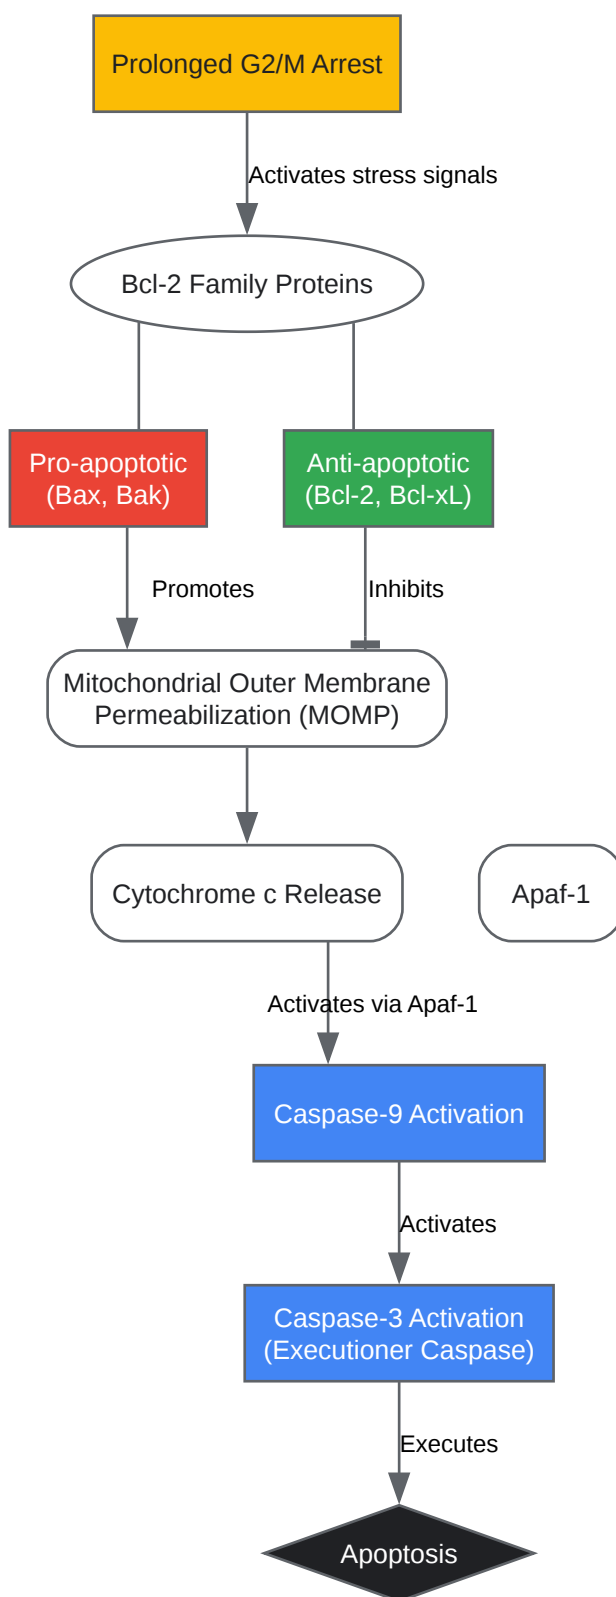 Prolonged G2/M Arrest
Activates stress signals
Bcl-2 Family Proteins
Pro-apoptotic
(Bax, Bak)
Anti-apoptotic
(Bcl-2, Bcl-xL)
Promotes
Inhibits
Mitochondrial Outer Membrane
Permeabilization (MOMP)
Cytochrome c Release
Apaf-1
Activates via Apaf-1
Caspase-9 Activation
Activates
Caspase-3 Activation
(Executioner Caspase)
Executes
Apoptosis